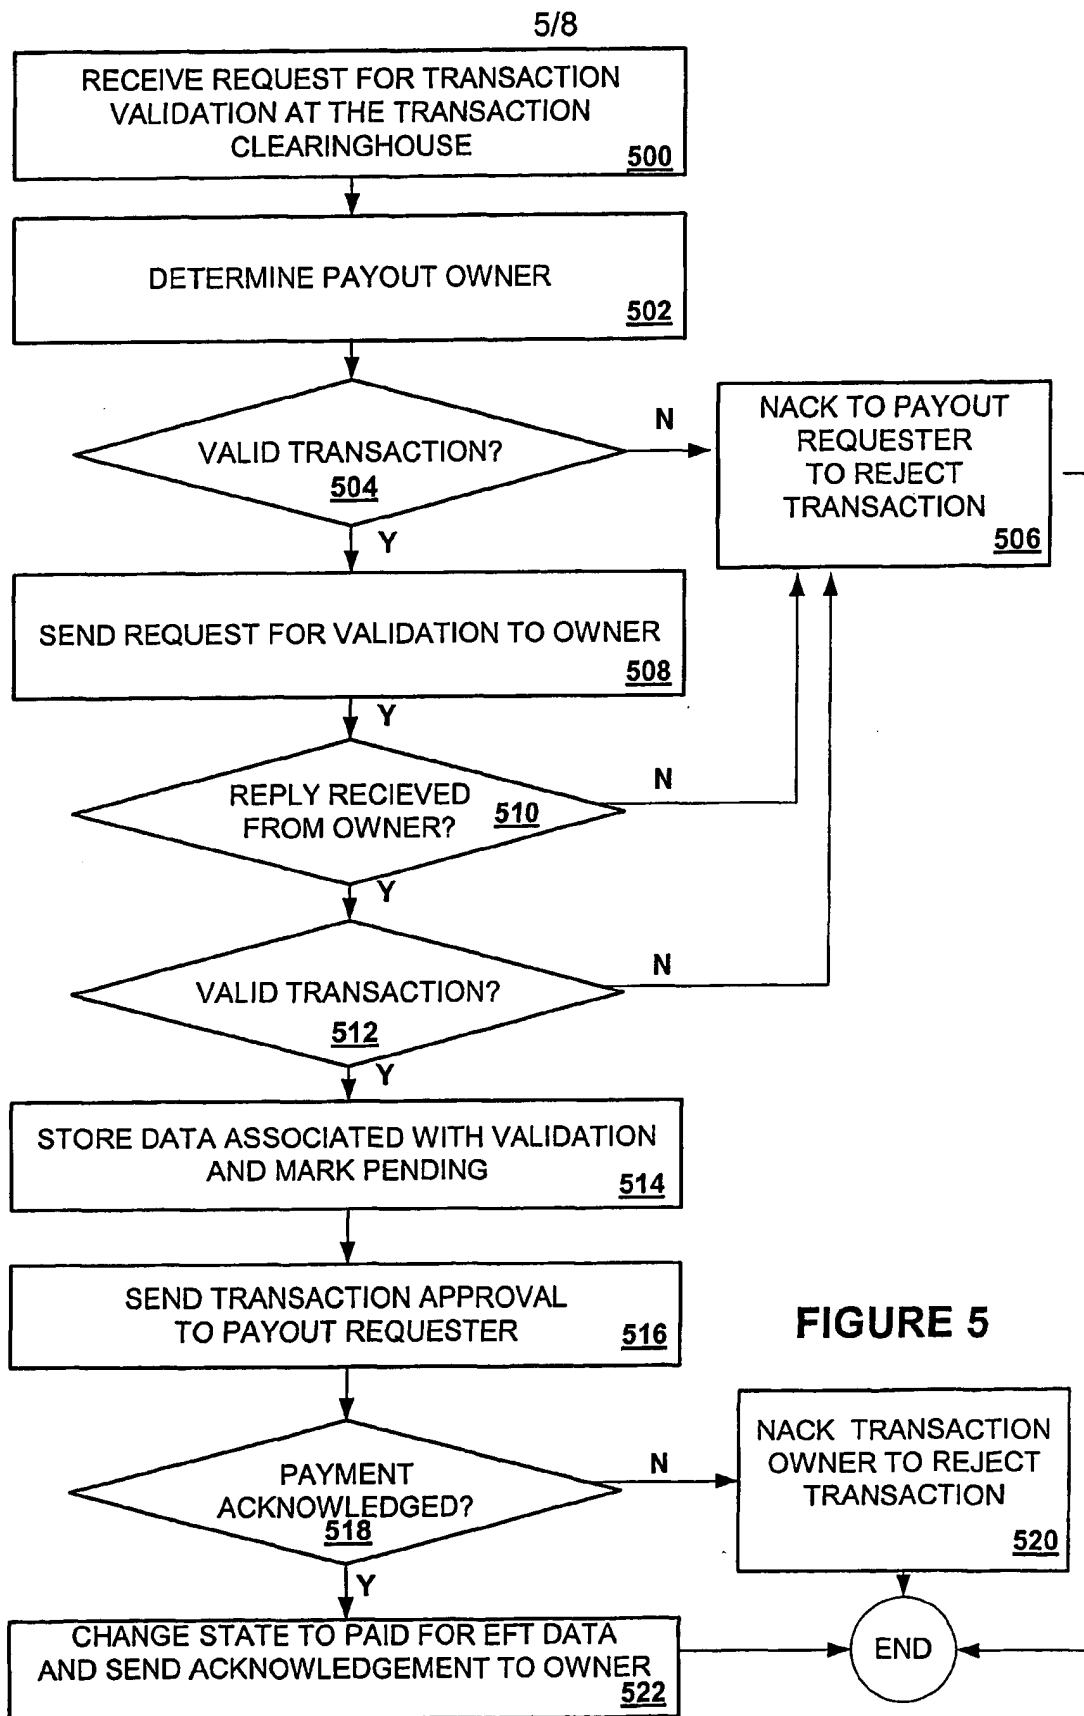 5/8
RECEIVE REQUEST FOR TRANSACTION
VALIDATION AT THE TRANSACTION
CLEARINGHOUSE
500
DETERMINE PAYOUT OWNER
502
VALID TRANSACTION?
504
N
Y
NACK TO PAYOUT
REQUESTER
TO REJECT
TRANSACTION
506
SEND REQUEST FOR VALIDATION TO OWNER
508
Y
REPLY RECIEVED
FROM OWNER?
510
N
Y
VALID TRANSACTION?
512
N
Y
STORE DATA ASSOCIATED WITH VALIDATION
AND MARK PENDING
514
SEND TRANSACTION APPROVAL
TO PAYOUT REQUESTER
516
FIGURE 5
PAYMENT
ACKNOWLEDGED?
518
N
Y
NACK TRANSACTION
OWNER TO REJECT
TRANSACTION
520
CHANGE STATE TO PAID FOR EFT DATA
AND SEND ACKNOWLEDGEMENT TO OWNER
522
END